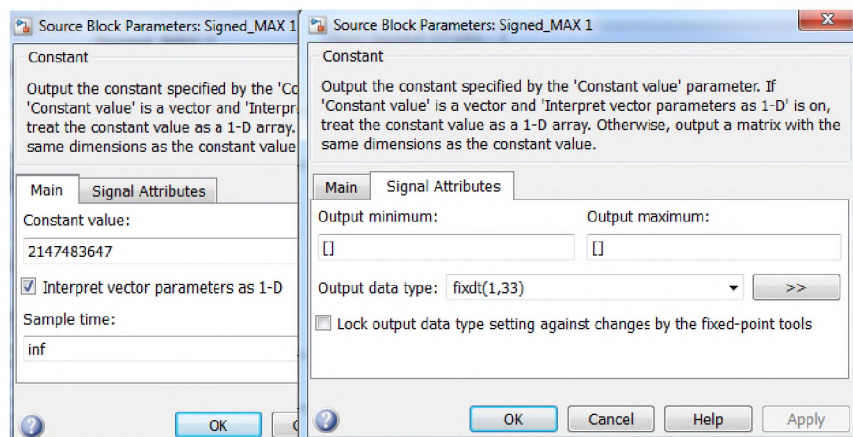 Source Block Parameters: Signed_MAX 1
Constant
Output the constant specified by the 'Co
'Constant value' is a vector and 'Interpr
treat the constant value as a 1-D array.
same dimensions as the constant value
Main Signal Attributes
Constant value:
2147483647
Interpret vector parameters as 1-D
Sample time:
inf
OK C
Source Block Parameters: Signed_MAX 1
Constant
Output the constant specified by the 'Constant value' parameter. If
'Constant value' is a vector and 'Interpret vector parameters as 1-D' is on,
treat the constant value as a 1-D array. Otherwise, output a matrix with the
same dimensions as the constant value.
Main Signal Attributes
Output minimum: Output maximum:
[] []
Output data type: fixdt(1,33) >>
Lock output data type setting against changes by the fixed-point tools
OK Cancel Help Apply